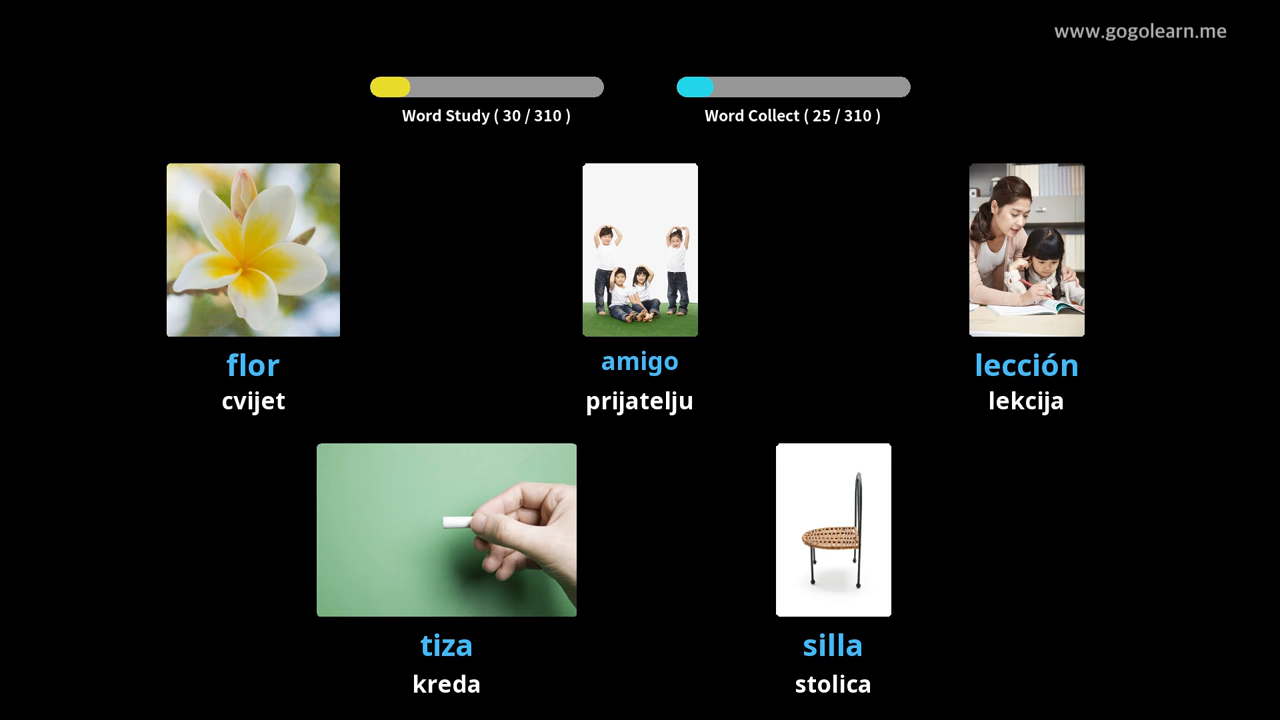 www.gogolearn.me
Word Study ( 30 / 310 )
Word Collect ( 25 / 310 )
flor
cvijet
amigo
prijatelju
lección
lekcija
tiza
kreda
silla
stolica